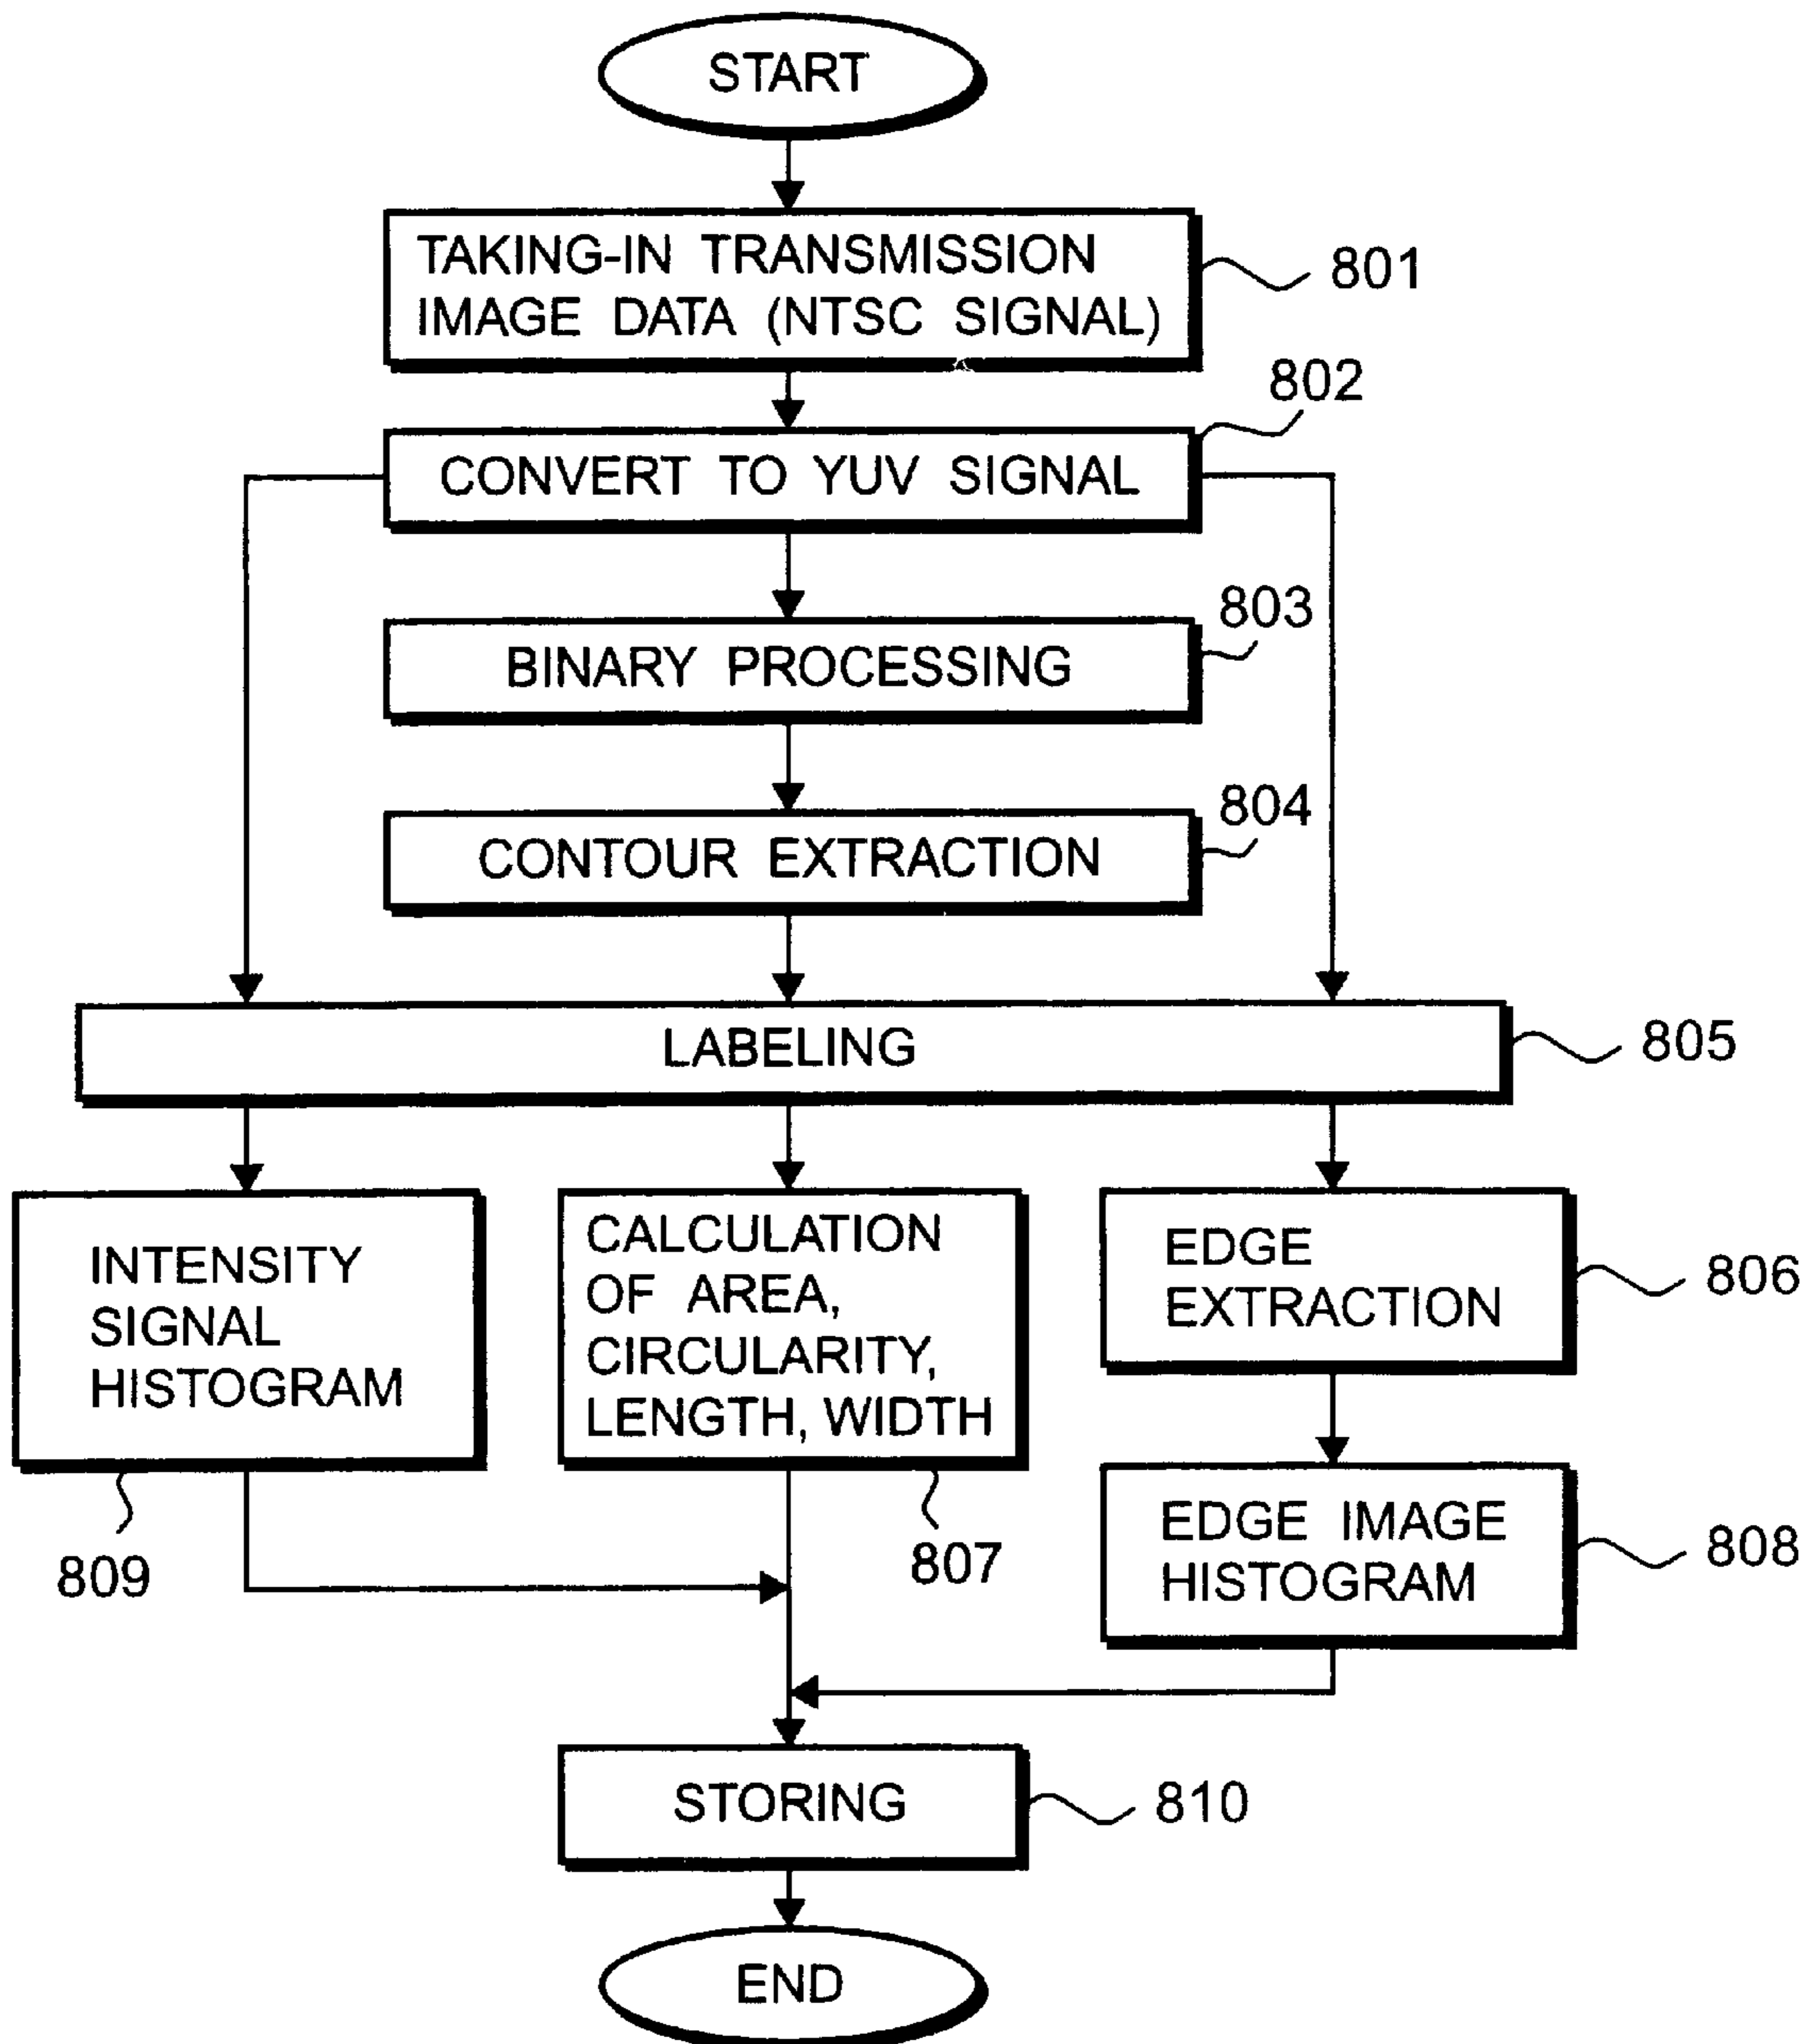 START
TAKING-IN TRANSMISSION
IMAGE DATA (NTSC SIGNAL)
801
802
CONVERT TO YUV SIGNAL
803
BINARY PROCESSING
804
CONTOUR EXTRACTION
LABELING
805
INTENSITY
SIGNAL
HISTOGRAM
809
CALCULATION
OF AREA,
CIRCULARITY,
LENGTH, WIDTH
807
EDGE
EXTRACTION
806
EDGE IMAGE
HISTOGRAM
808
STORING
810
END